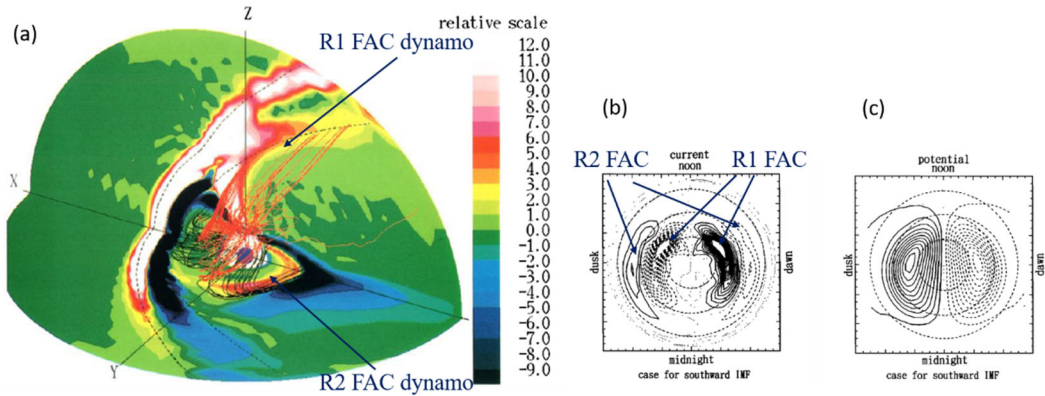 (a)
Z
X
Y
R1 FAC dynamo
R2 FAC dynamo
relative scale
12.0
11.0
10.0
9.0
8.0
7.0
6.0
5.0
4.0
3.0
2.0
1.0
0.0
-1.0
-2.0
-3.0
-4.0
-5.0
-6.0
-7.0
-8.0
-9.0
(b)
R2 FAC
R1 FAC
current
noon
dusk
dawn
midnight
case for southward IMF
(c)
potential
noon
dusk
dawn
midnight
case for southward IMF